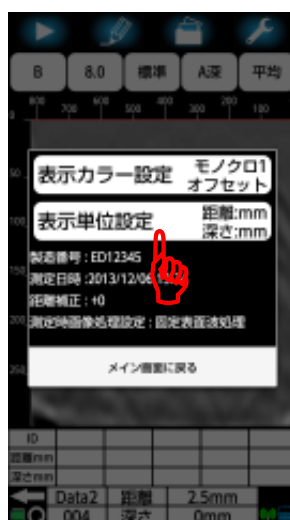 B 8.0 標準 A深 平均
800 700 600 500 400 300 200 100
0
50
表示カラー設定 モノクロ1
オフセット
100
表示単位設定 距離:mm
深さ:mm
製造番号 : ED12345
150
測定日時 :2013/12/06
距離補正 : +0
200
測定時画像処理設定 : 固定表面波処理
250
メイン画面に戻る
ID
距離mm
深さmm
Data2 距離 2.5mm
004 深さ 0mm